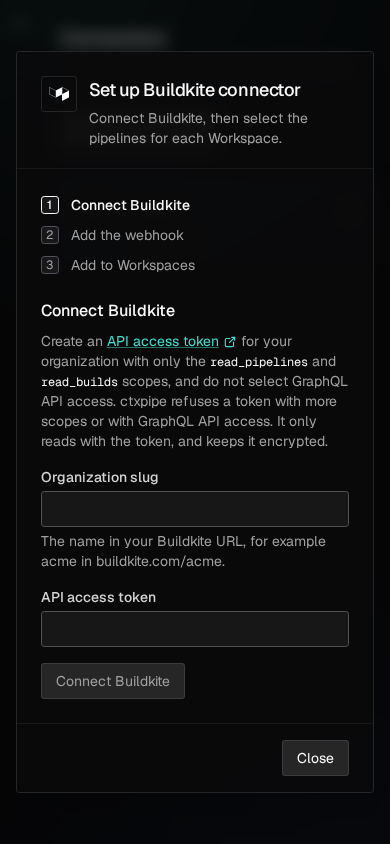 Set up Buildkite connector
Connect Buildkite, then select the
pipelines for each Workspace.
1 Connect Buildkite
2 Add the webhook
3 Add to Workspaces
Connect Buildkite
Create an API access token for your
organization with only the read_pipelines and
read_builds scopes, and do not select GraphQL
API access. ctxpipe refuses a token with more
scopes or with GraphQL API access. It only
reads with the token, and keeps it encrypted.
Organization slug
The name in your Buildkite URL, for example
acme in buildkite.com/acme.
API access token
Connect Buildkite
Close